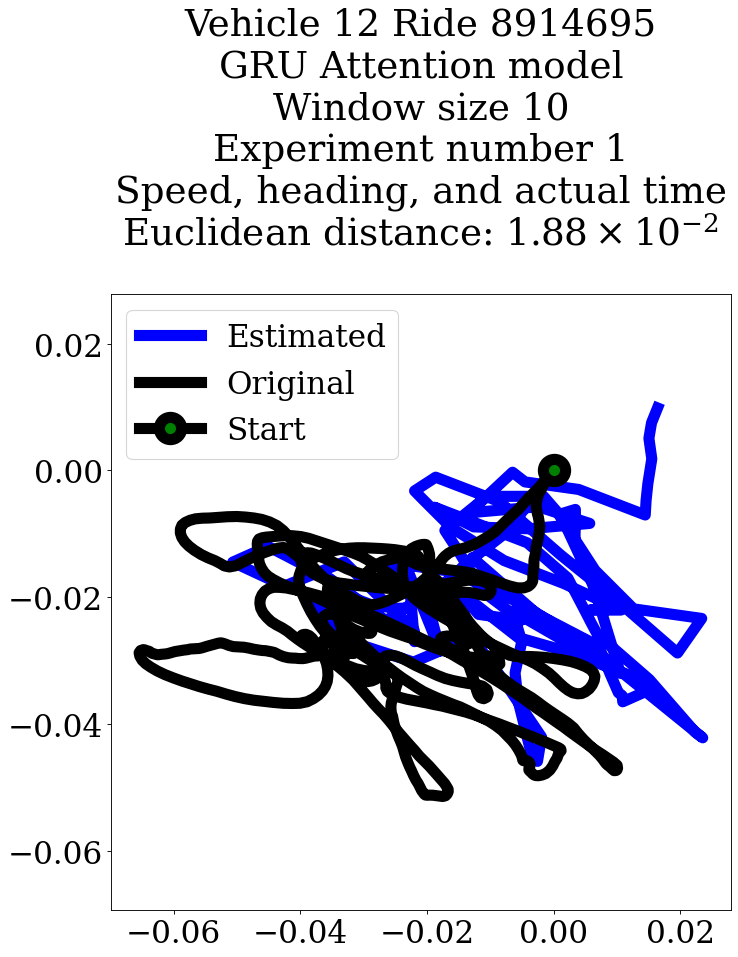 Vehicle 12 Ride 8914695
GRU Attention model
Window size 10
Experiment number 1
Speed, heading, and actual time
Euclidean distance: 1.88 × 10⁻²
Estimated
Original
Start
0.02
0.00
−0.02
−0.04
−0.06
−0.06
−0.04
−0.02
0.00
0.02